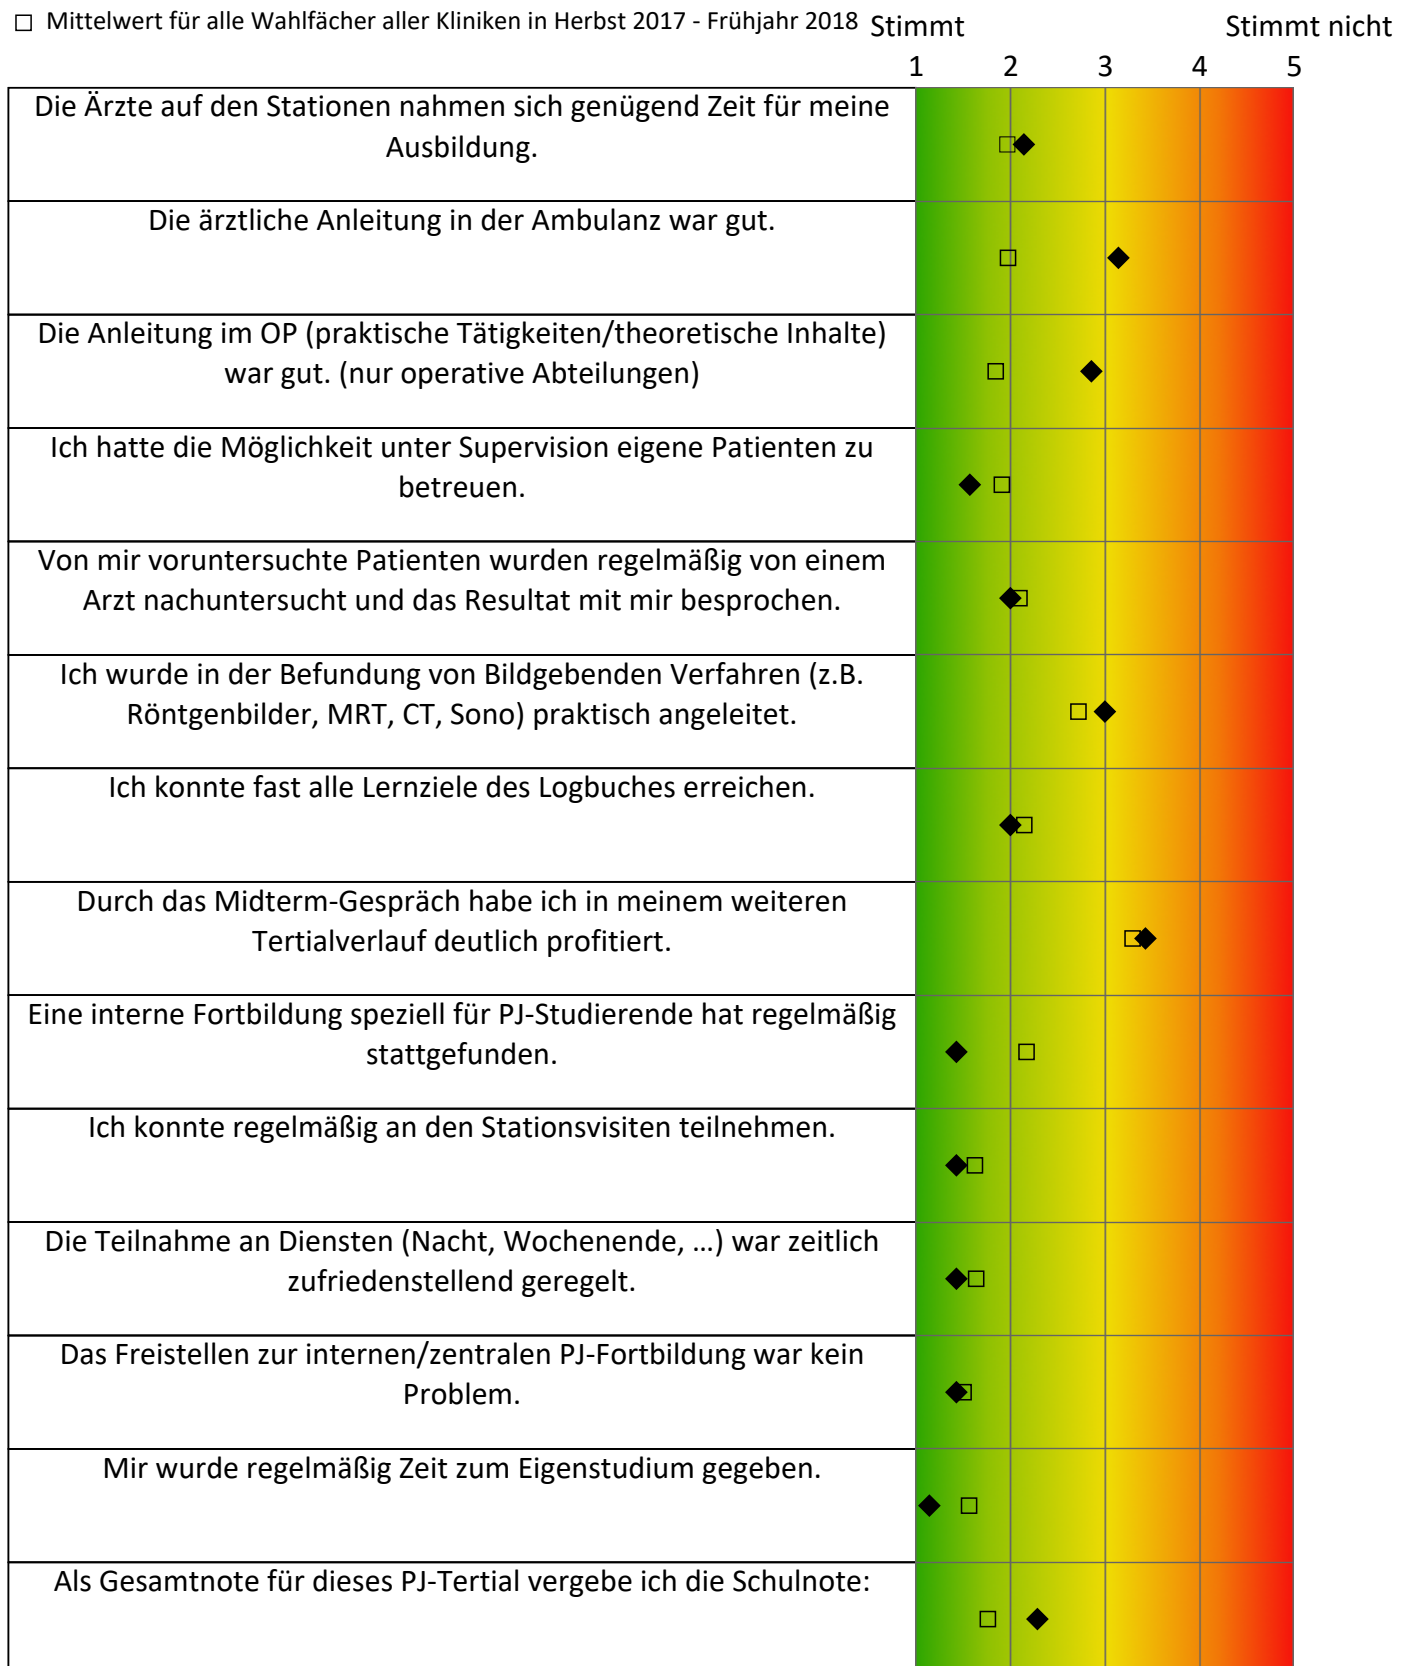 □ Mittelwert für alle Wahlfächer aller Kliniken in Herbst 2017 - Frühjahr 2018 Stimmt Stimmt nicht
1 2 3 4 5
Die Ärzte auf den Stationen nahmen sich genügend Zeit für meine
Ausbildung.
Die ärztliche Anleitung in der Ambulanz war gut.
Die Anleitung im OP (praktische Tätigkeiten/theoretische Inhalte)
war gut. (nur operative Abteilungen)
Ich hatte die Möglichkeit unter Supervision eigene Patienten zu
betreuen.
Von mir voruntersuchte Patienten wurden regelmäßig von einem
Arzt nachuntersucht und das Resultat mit mir besprochen.
Ich wurde in der Befundung von Bildgebenden Verfahren (z.B.
Röntgenbilder, MRT, CT, Sono) praktisch angeleitet.
Ich konnte fast alle Lernziele des Logbuches erreichen.
Durch das Midterm-Gespräch habe ich in meinem weiteren
Tertialverlauf deutlich profitiert.
Eine interne Fortbildung speziell für PJ-Studierende hat regelmäßig
stattgefunden.
Ich konnte regelmäßig an den Stationsvisiten teilnehmen.
Die Teilnahme an Diensten (Nacht, Wochenende, …) war zeitlich
zufriedenstellend geregelt.
Das Freistellen zur internen/zentralen PJ-Fortbildung war kein
Problem.
Mir wurde regelmäßig Zeit zum Eigenstudium gegeben.
Als Gesamtnote für dieses PJ-Tertial vergebe ich die Schulnote: